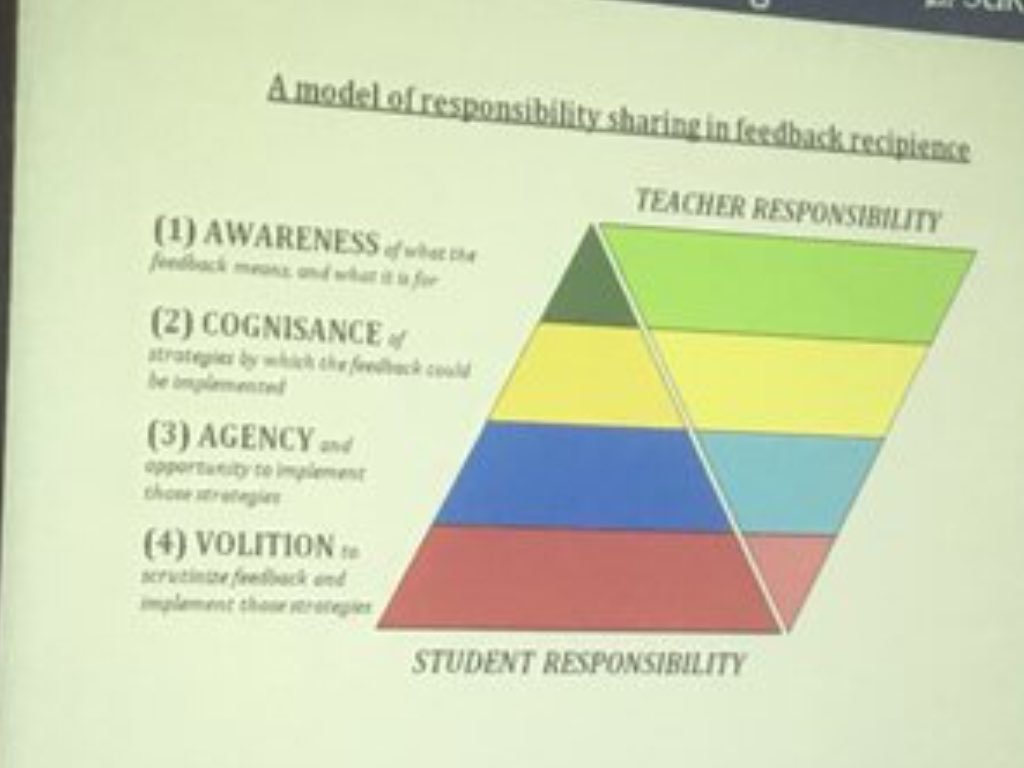 A model of responsibility sharing in feedback recipience
TEACHER RESPONSIBILITY
(1) AWARENESS of what the
feedback means, and what it is for
(2) COGNISANCE of
strategies by which the feedback could
be implemented
(3) AGENCY and
opportunity to implement
those strategies
(4) VOLITION to
scrutinize feedback and
implement those strategies
STUDENT RESPONSIBILITY